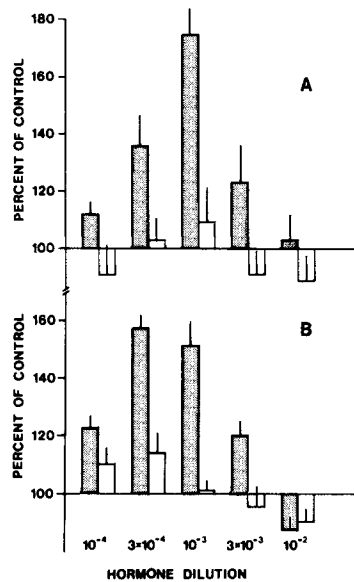 180
160
140
120
100
PERCENT OF CONTROL
A
160
140
120
100
PERCENT OF CONTROL
B
10⁻⁴ 3×10⁻⁴ 10⁻³ 3×10⁻³ 10⁻²
HORMONE DILUTION